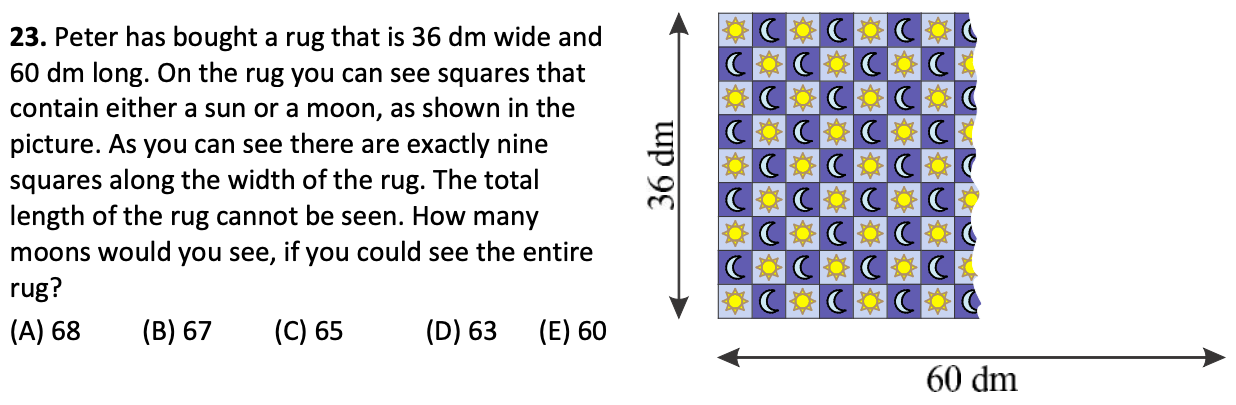 23. Peter has bought a rug that is 36 dm wide and
60 dm long. On the rug you can see squares that
contain either a sun or a moon, as shown in the
picture. As you can see there are exactly nine
squares along the width of the rug. The total
length of the rug cannot be seen. How many
moons would you see, if you could see the entire
rug?
(A) 68 (B) 67 (C) 65 (D) 63 (E) 60
36 dm
60 dm